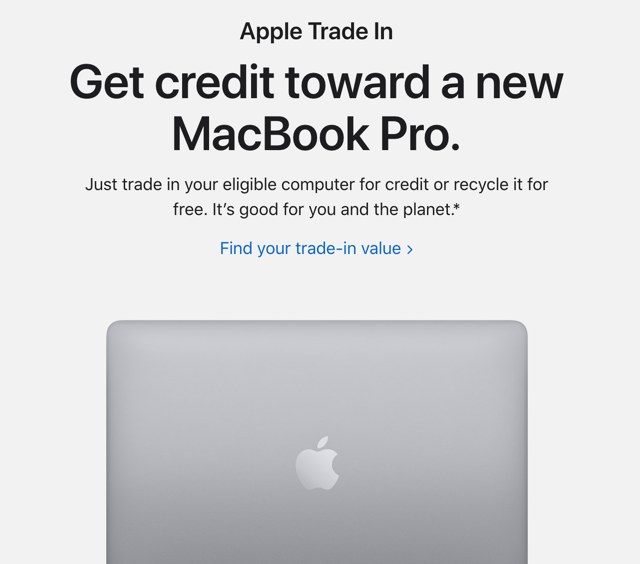 Apple Trade In
Get credit toward a new
MacBook Pro.
Just trade in your eligible computer for credit or recycle it for
free. It’s good for you and the planet.*
Find your trade-in value >